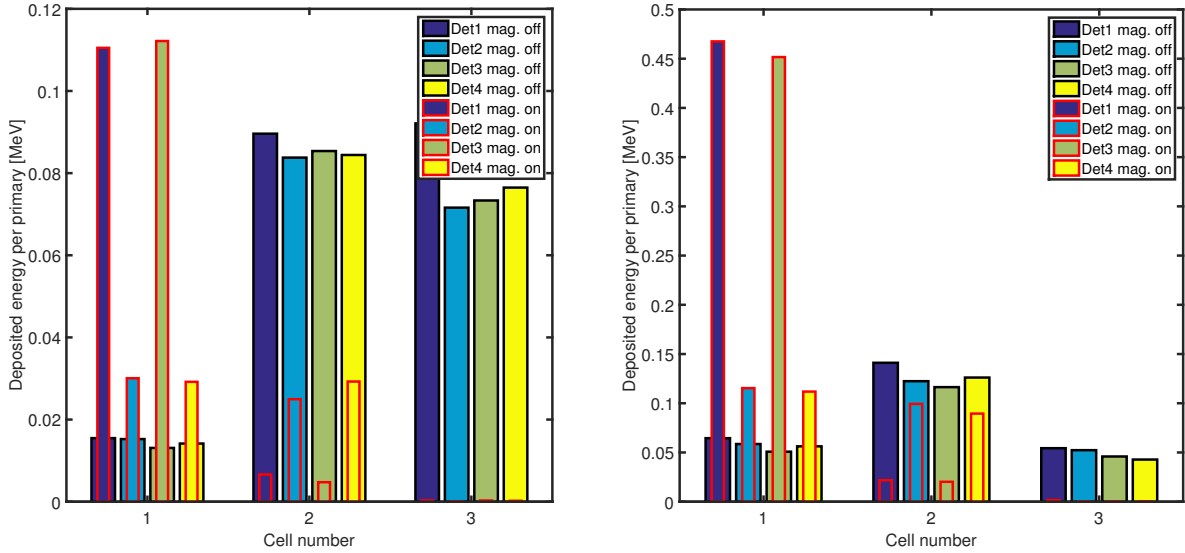 0.12
0.1
0.08
0.06
0.04
0.02
0
Deposited energy per primary [MeV]
1
2
3
Cell number
Det1 mag. off
Det2 mag. off
Det3 mag. off
Det4 mag. off
Det1 mag. on
Det2 mag. on
Det3 mag. on
Det4 mag. on
0.5
0.45
0.4
0.35
0.3
0.25
0.2
0.15
0.1
0.05
0
Deposited energy per primary [MeV]
1
2
3
Cell number
Det1 mag. off
Det2 mag. off
Det3 mag. off
Det4 mag. off
Det1 mag. on
Det2 mag. on
Det3 mag. on
Det4 mag. on